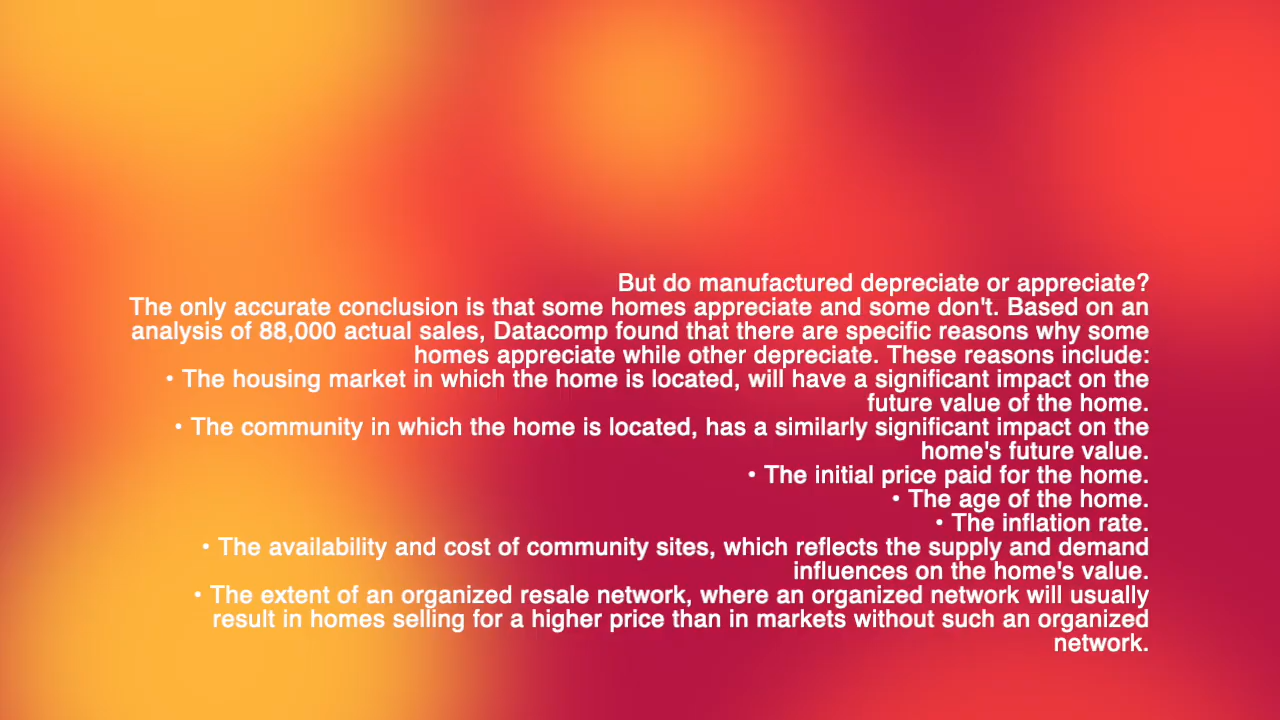 But do manufactured depreciate or appreciate?
The only accurate conclusion is that some homes appreciate and some don't. Based on an
analysis of 88,000 actual sales, Datacomp found that there are specific reasons why some
homes appreciate while other depreciate. These reasons include:
• The housing market in which the home is located, will have a significant impact on the
future value of the home.
• The community in which the home is located, has a similarly significant impact on the
home's future value.
• The initial price paid for the home.
• The age of the home.
• The inflation rate.
• The availability and cost of community sites, which reflects the supply and demand
influences on the home's value.
• The extent of an organized resale network, where an organized network will usually
result in homes selling for a higher price than in markets without such an organized
network.